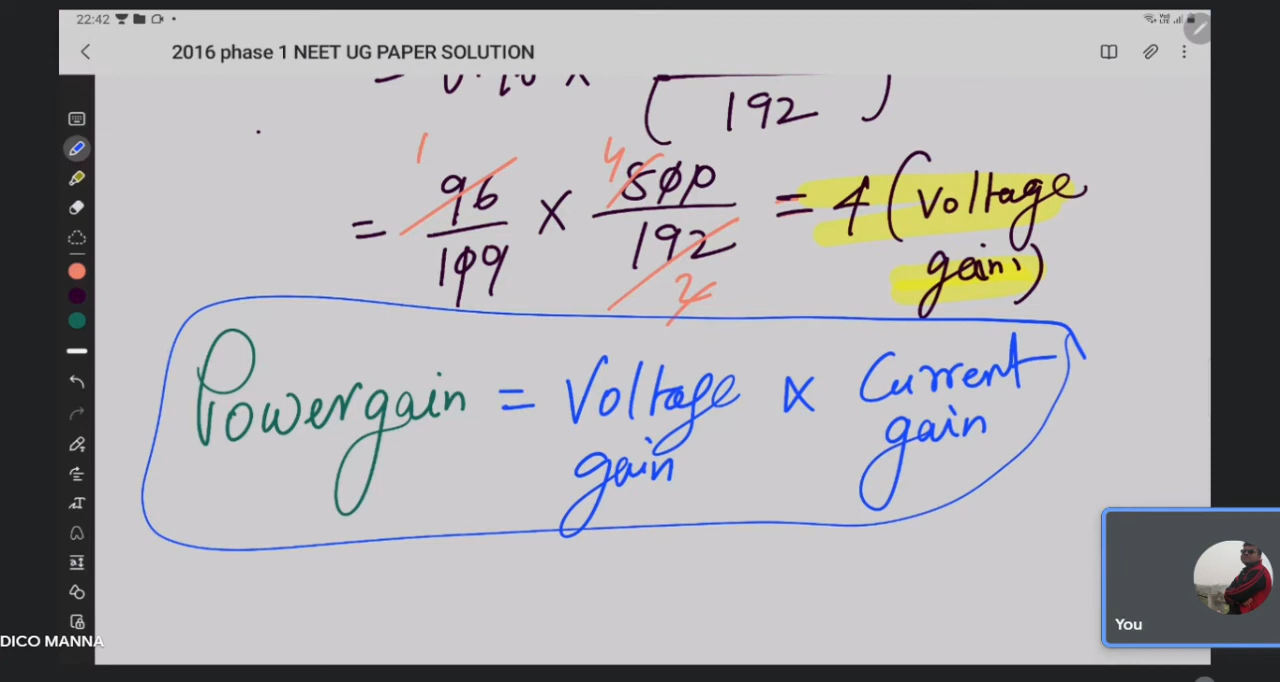 22:42
2016 phase 1 NEET UG PAPER SOLUTION
192
1 4
= 96/100 × 800/192 = 4 (Voltage
2 gain)
Powergain = Voltage × Current
gain gain
You
DICO MANNA